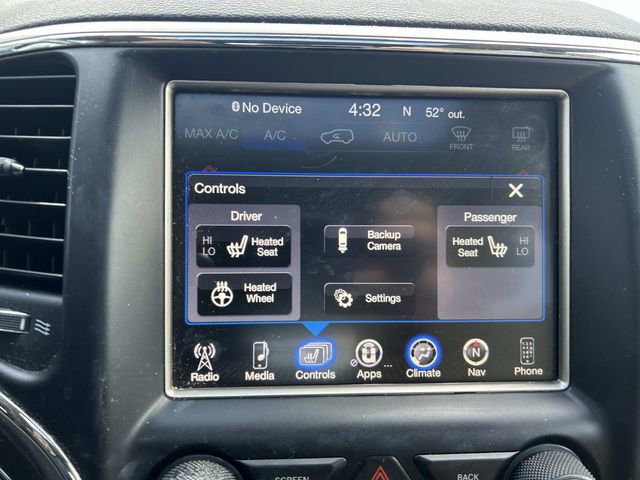 No Device 4:32 N 52° out.
MAX A/C A/C AUTO FRONT REAR
Controls
Driver Passenger
HI LO Heated Seat Backup Camera Heated Seat HI LO
Heated Wheel Settings
Radio Media Controls Apps Climate Nav Phone
SCREEN BACK